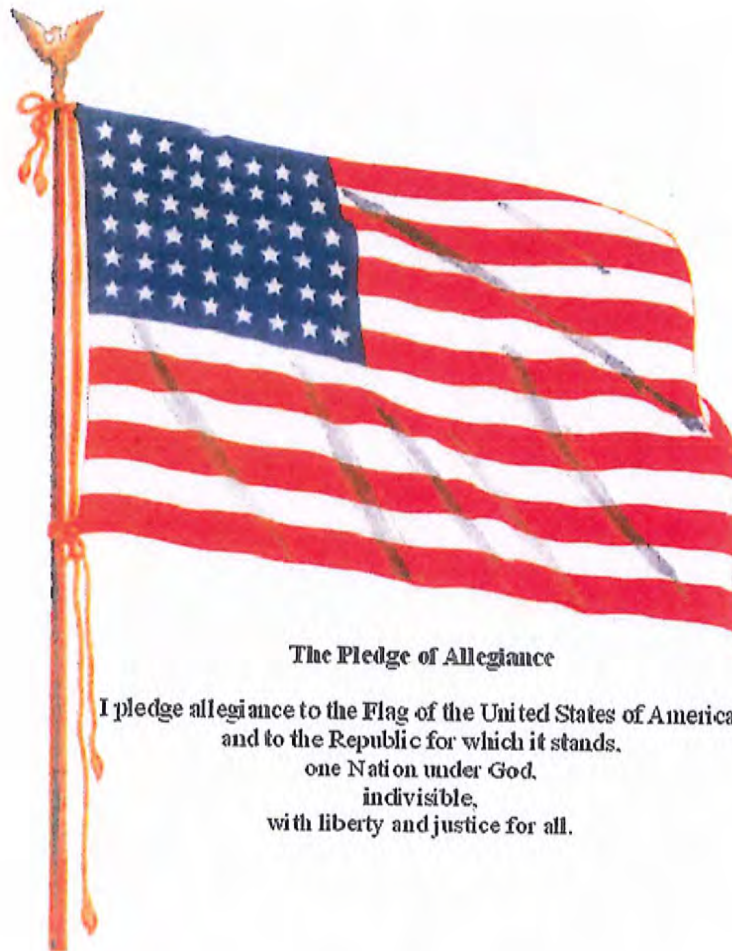 The Pledge of Allegiance
I pledge allegiance to the Flag of the United States of America
and to the Republic for which it stands.
one Nation under God,
indivisible,
with liberty and justice for all.